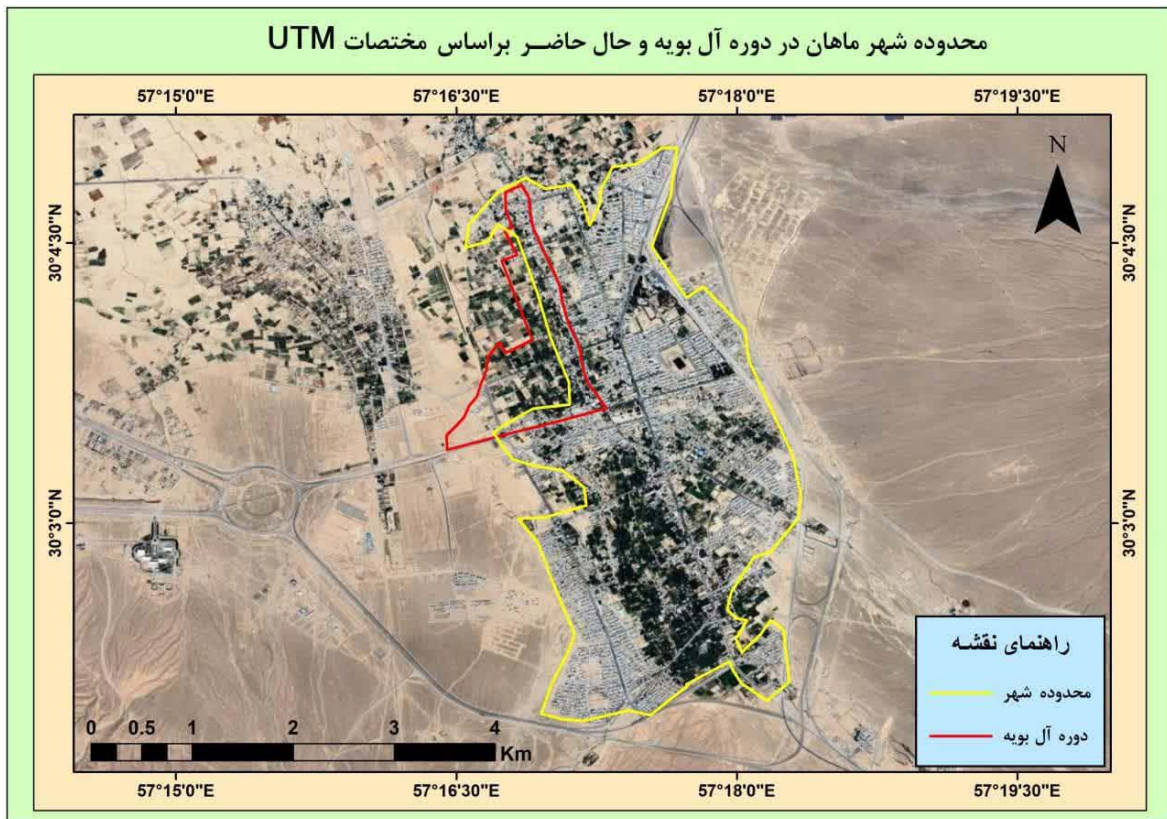 محدوده شهر ماهان در دوره آل بویه و حال حاضر براساس مختصات UTM
57°15'0"E 57°16'30"E 57°18'0"E 57°19'30"E
N
30°4'30"N 30°4'30"N
30°3'0"N 30°3'0"N
راهنمای نقشه
محدوده شهر
دوره آل بویه
0 0.5 1 2 3 4
Km
57°15'0"E 57°16'30"E 57°18'0"E 57°19'30"E